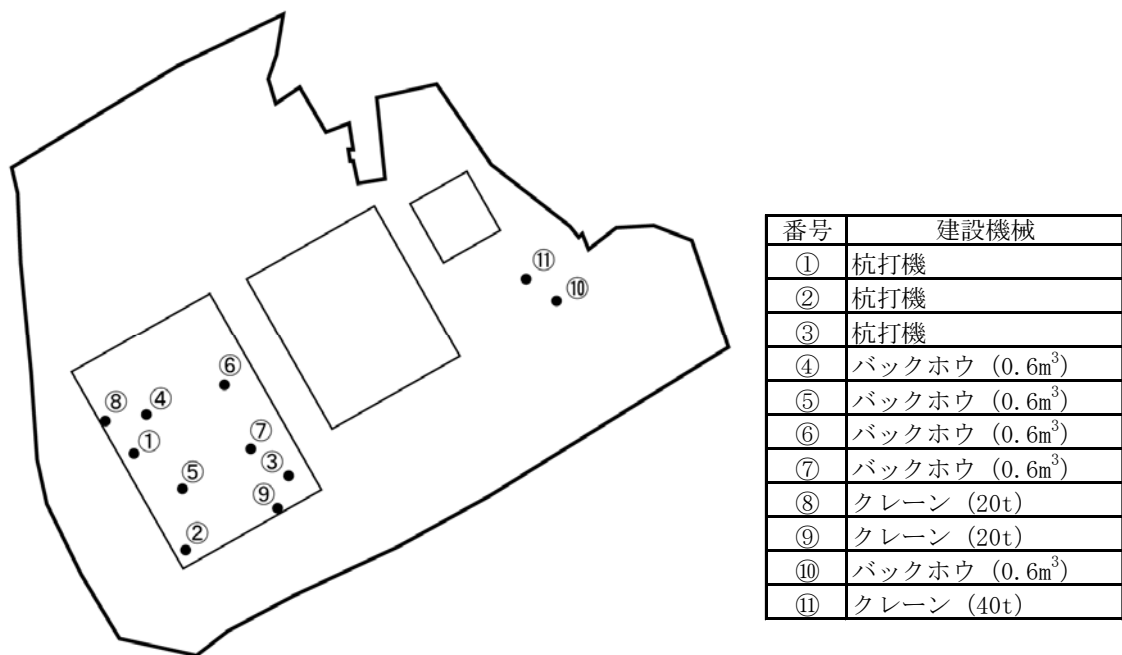 ⑪
⑩
⑥
⑧
④
①
⑦
⑤
③
⑨
②
番号 建設機械
① 杭打機
② 杭打機
③ 杭打機
④ バックホウ (0.6m³)
⑤ バックホウ (0.6m³)
⑥ バックホウ (0.6m³)
⑦ バックホウ (0.6m³)
⑧ クレーン (20t)
⑨ クレーン (20t)
⑩ バックホウ (0.6m³)
⑪ クレーン (40t)